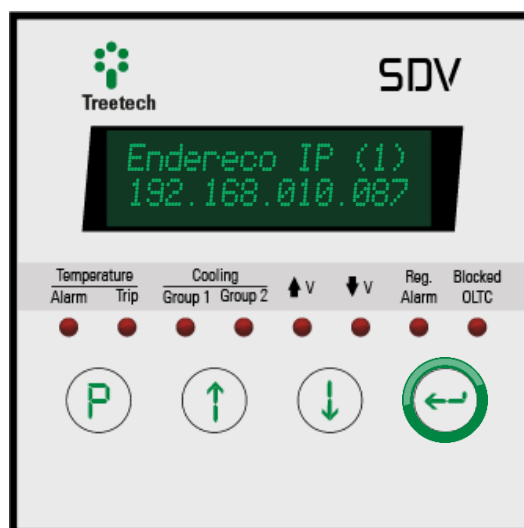 Treetech
SDV
Endereco IP (1)
192.168.010.087
Temperature
Alarm Trip
Cooling
Group 1 Group 2
V
V
Reg.
Alarm
Blocked
OLTC
P